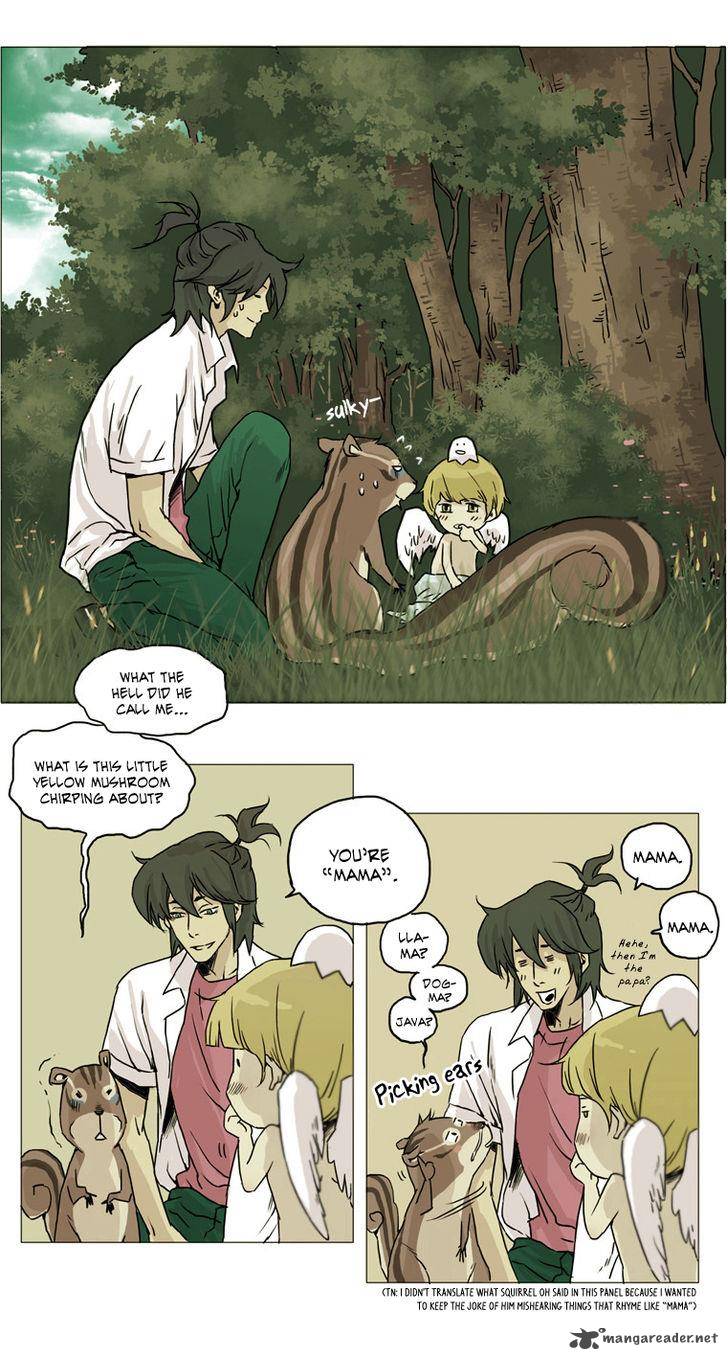 sulky~
WHAT THE
HELL DID HE
CALL ME...
WHAT IS THIS LITTLE
YELLOW MUSHROOM
CHIRPING ABOUT?
YOU'RE
"MAMA".
MAMA.
MAMA.
Hehe,
then I'm
the
papa?
LLA-
MA?
DOG-
MA?
JAVA?
Picking ears
(TN: I DIDN'T TRANSLATE WHAT SQUIRREL OH SAID IN THIS PANEL BECAUSE I WANTED
TO KEEP THE JOKE OF HIM MISHEARING THINGS THAT RHYME LIKE "MAMA")
mangareader.net